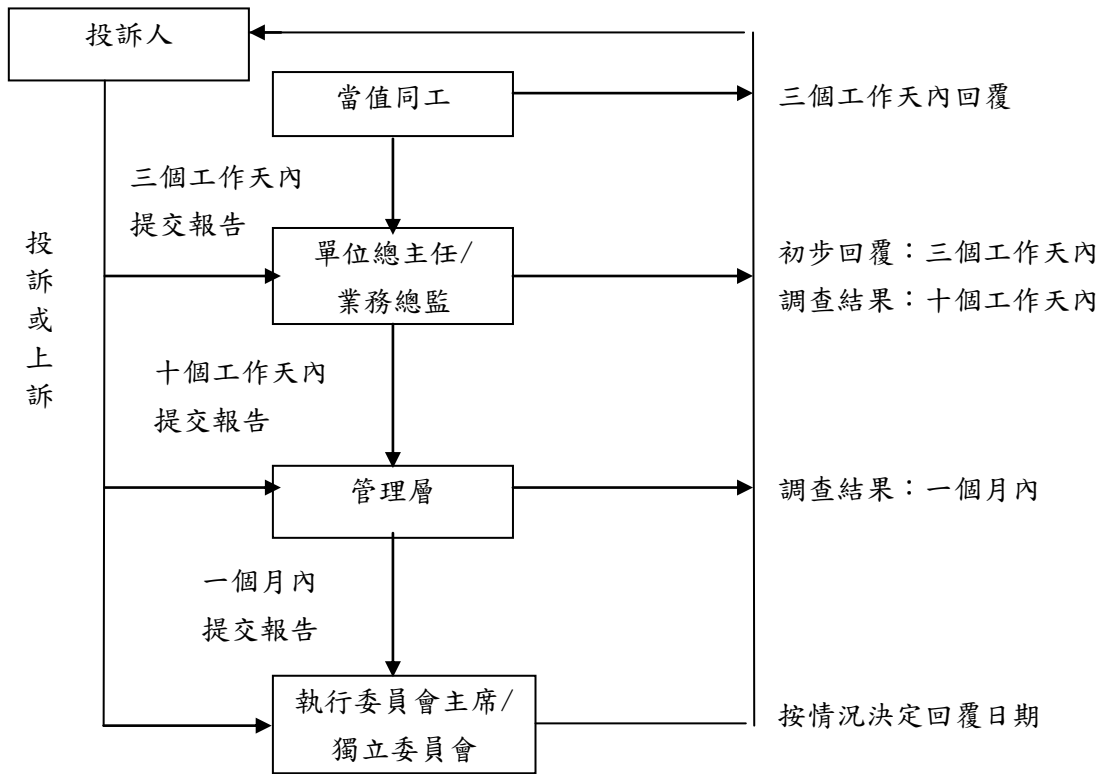 投訴人
當值同工
三個工作天內回覆
三個工作天內
提交報告
投訴或上訴
單位總主任/
業務總監
初步回覆：三個工作天內
調查結果：十個工作天內
十個工作天內
提交報告
管理層
調查結果：一個月內
一個月內
提交報告
執行委員會主席/
獨立委員會
按情況決定回覆日期